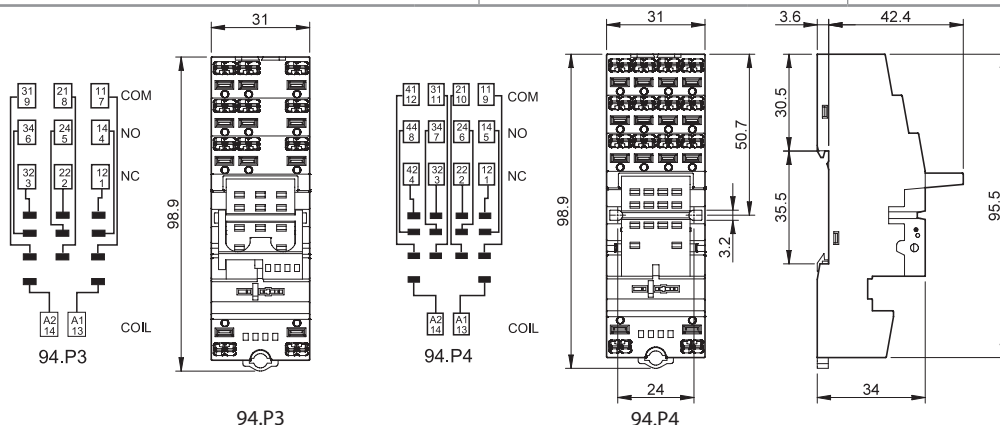 31
31
3.6
42.4
31 9
21 8
11 7
COM
34 6
24 5
14 4
NO
32 3
22 2
12 1
NC
A2 14
A1 13
COIL
94.P3
98.9
94.P3
41 12
31 11
21 10
11 9
COM
44 8
34 7
24 6
14 5
NO
42 4
32 3
22 2
12 1
NC
A2 14
A1 13
COIL
94.P4
98.9
50.7
3.2
24
94.P4
30.5
35.5
95.5
34